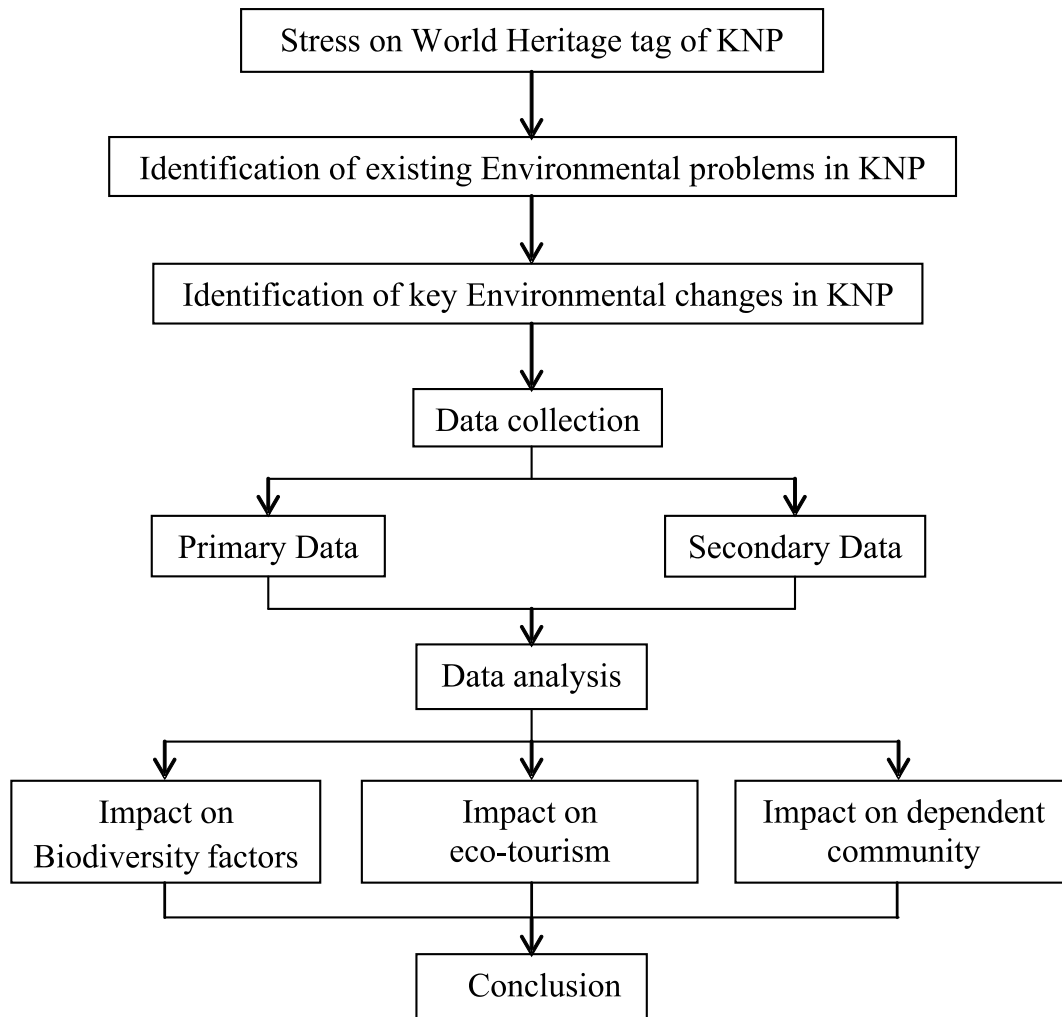 Stress on World Heritage tag of KNP
Identification of existing Environmental problems in KNP
Identification of key Environmental changes in KNP
Data collection
Primary Data
Secondary Data
Data analysis
Impact on
Biodiversity factors
Impact on
eco-tourism
Impact on dependent
community
Conclusion